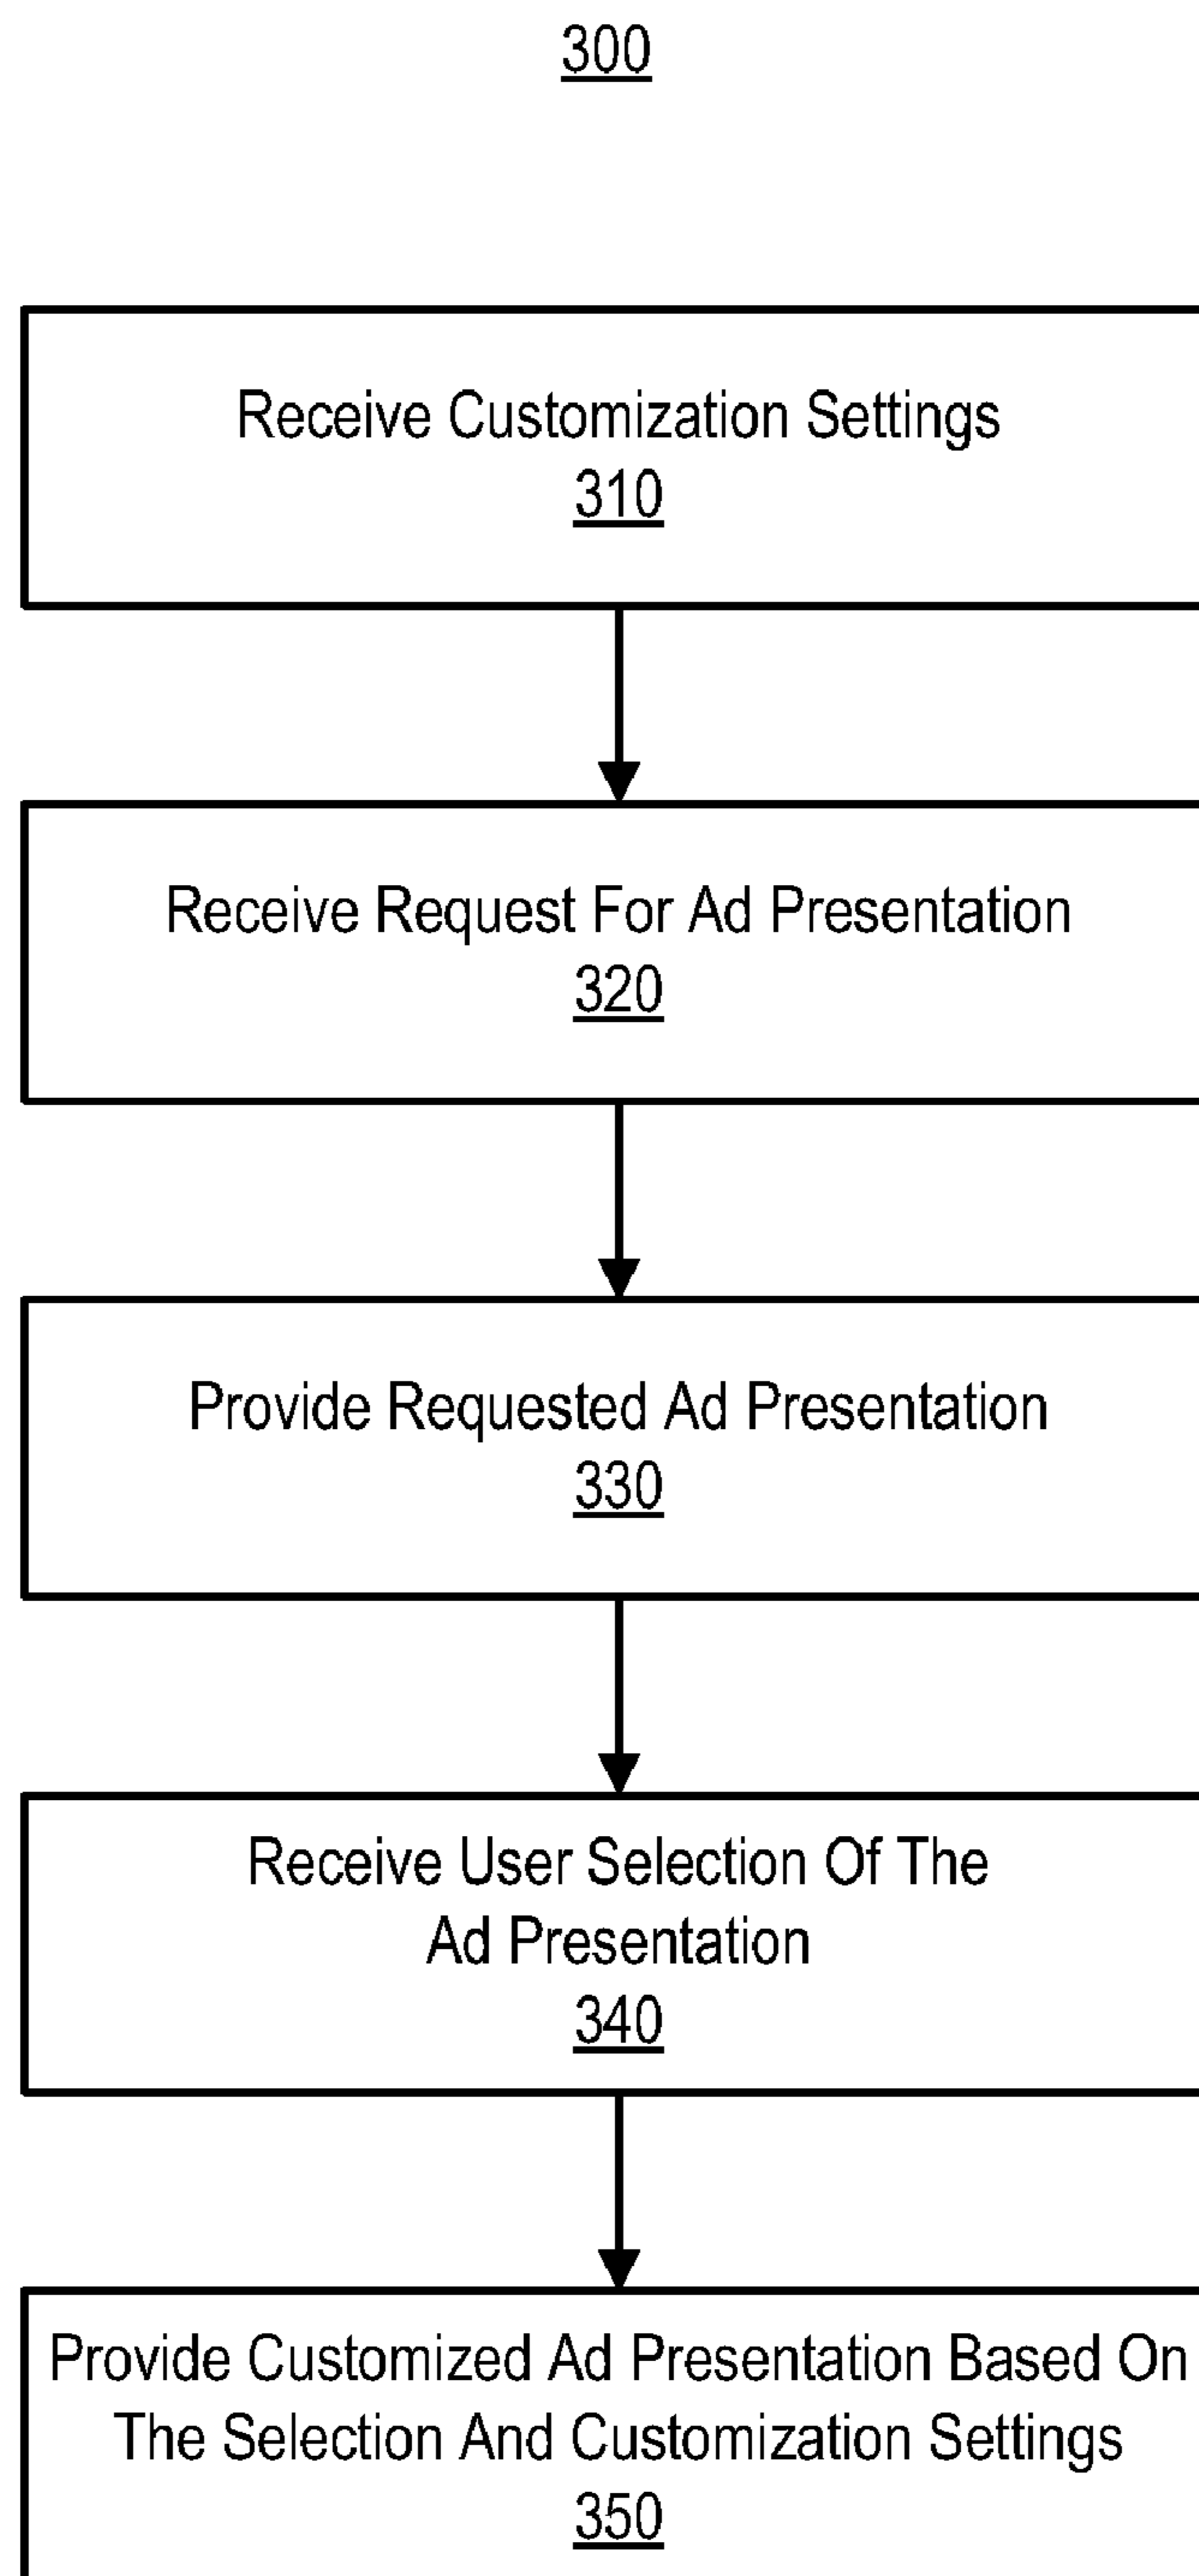 300
Receive Customization Settings
310
Receive Request For Ad Presentation
320
Provide Requested Ad Presentation
330
Receive User Selection Of The
Ad Presentation
340
Provide Customized Ad Presentation Based On
The Selection And Customization Settings
350